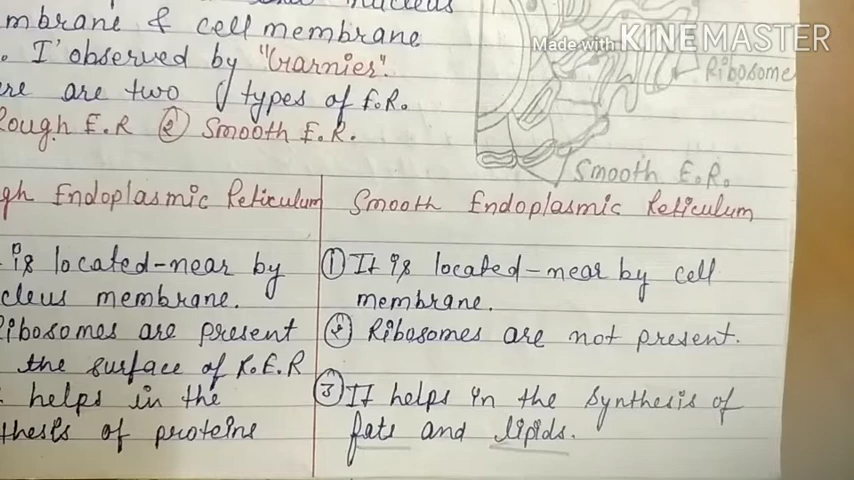 nucleus
mbrane & cell membrane
I observed by "Garnier".
ere are two types of E.R.
Rough E.R ② Smooth E.R.
Made with KINEMASTER
Ribosome
Smooth E.R.
gh Endoplasmic Reticulum
is located-near by
cleus membrane.
Ribosomes are present
the surface of R.E.R
helps in the
thesis of proteins
Smooth Endoplasmic Reticulum
① It is located-near by cell
membrane.
② Ribosomes are not present.
③ It helps in the synthesis of
fats and lipids.